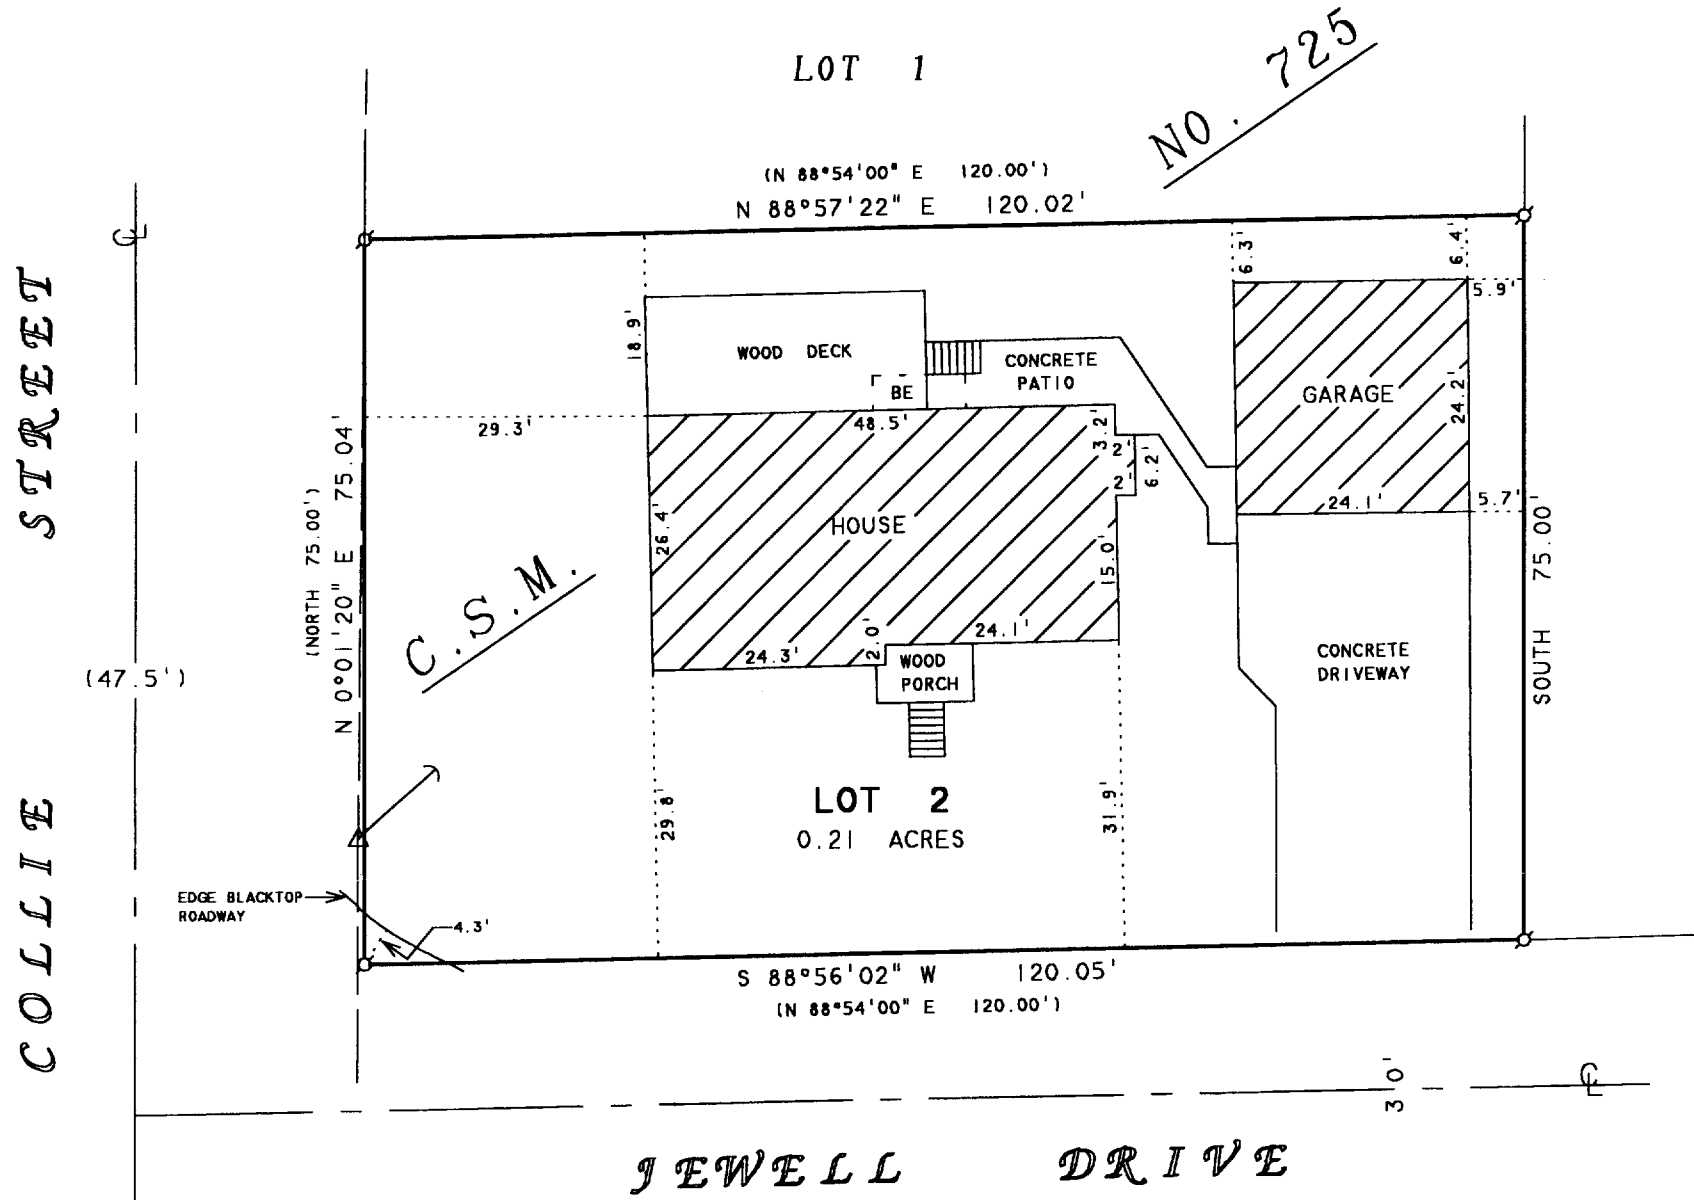 LOT 1
NO. 725
(N 88°54'00" E 120.00')
N 88°57'22" E 120.02'
℄
6.3'
6.4'
5.9'
18.9'
WOOD DECK
CONCRETE
PATIO
BE
GARAGE
24.2'
STREET
29.3'
48.5'
3.2'
2'
6.2'
2'
5.7'
24.1'
(NORTH 75.00')
N 0°01'20" E 75.04'
26.4'
HOUSE
15.0'
SOUTH 75.00'
C.S.M.
24.3'
2.0'
24.1'
WOOD
PORCH
CONCRETE
DRIVEWAY
(47.5')
LOT 2
0.21 ACRES
29.8'
31.9'
COLLIE
EDGE BLACKTOP
ROADWAY
4.3'
S 88°56'02" W 120.05'
(N 88°54'00" E 120.00')
30'
℄
JEWELL DRIVE